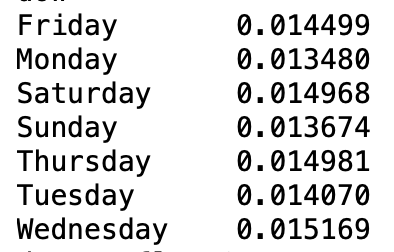 Friday 0.014499
Monday 0.013480
Saturday 0.014968
Sunday 0.013674
Thursday 0.014981
Tuesday 0.014070
Wednesday 0.015169